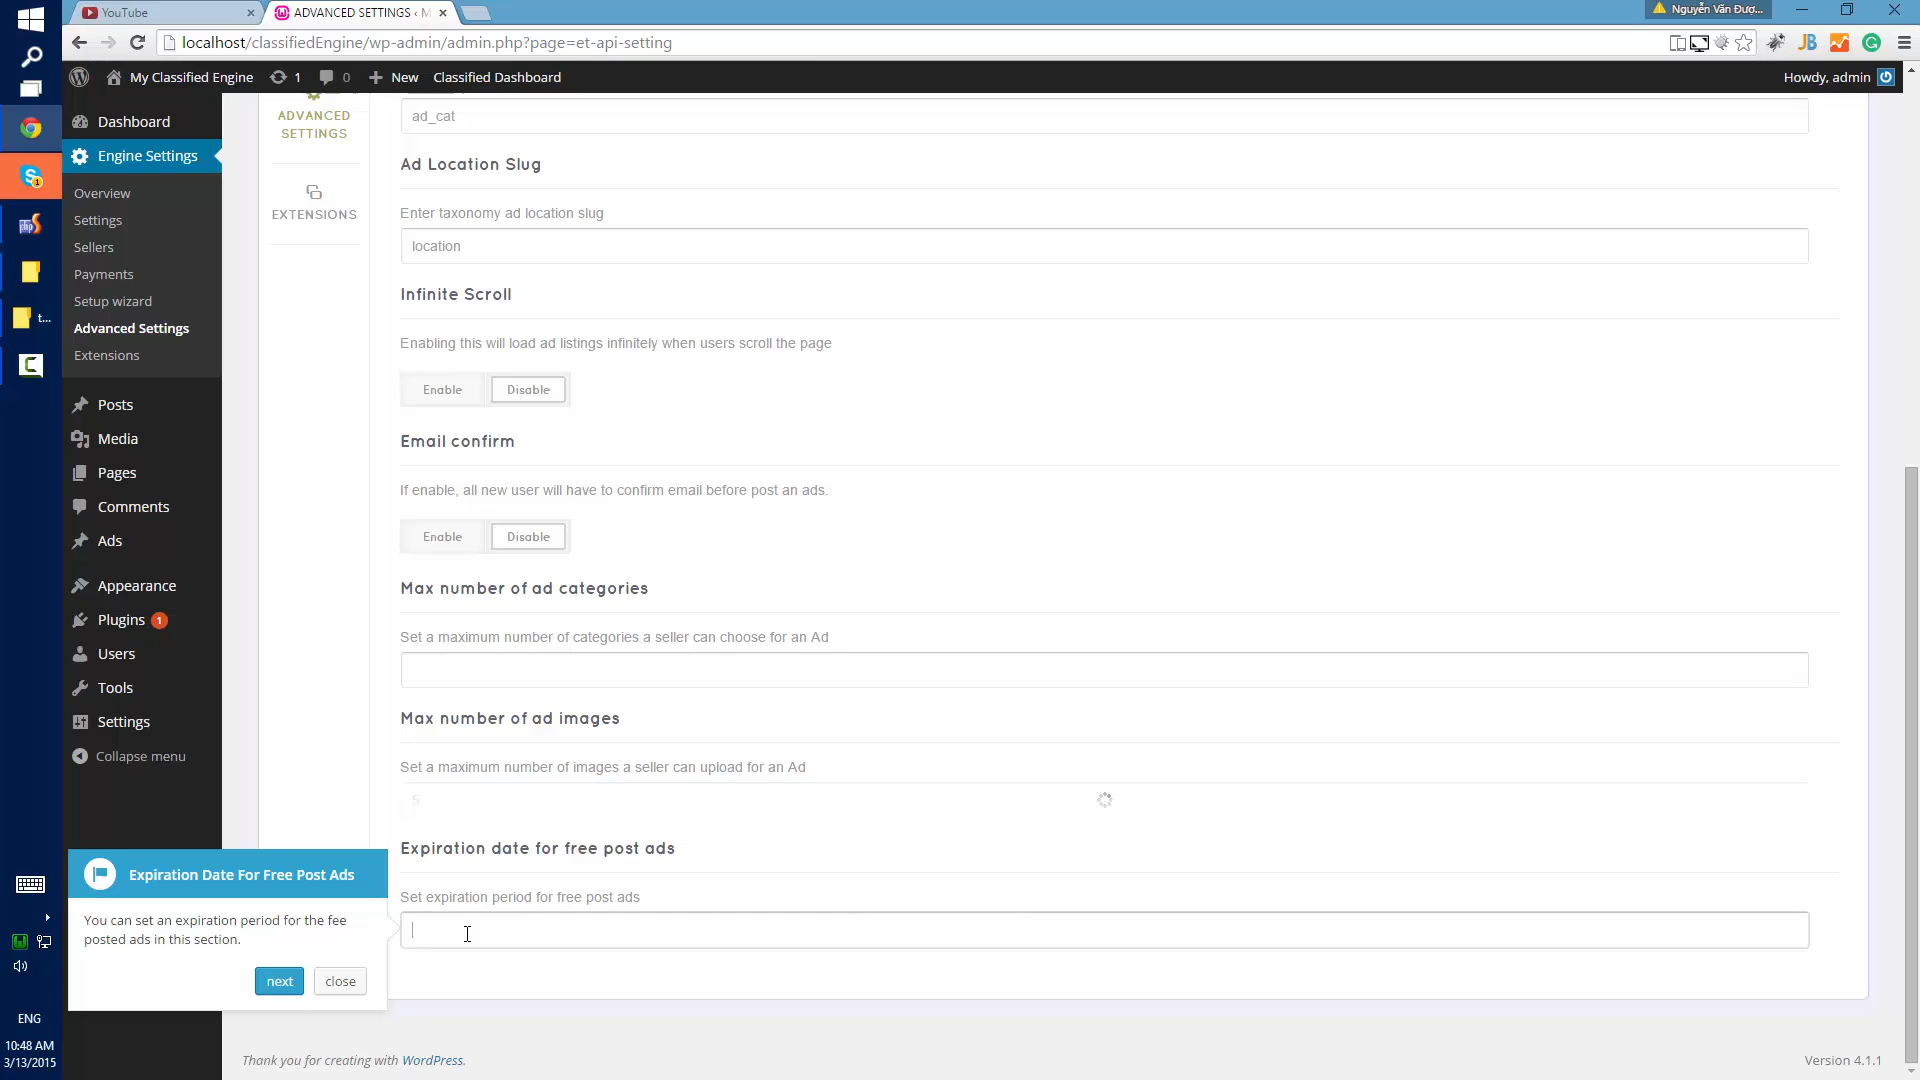 YouTube
ADVANCED SETTINGS ‹ M
Nguyễn Văn Đượ...
localhost/classifiedEngine/wp-admin/admin.php?page=et-api-setting
My Classified Engine
1
0
New
Classified Dashboard
Howdy, admin
Dashboard
Engine Settings
Overview
Settings
Sellers
Payments
Setup wizard
Advanced Settings
Extensions
Posts
Media
Pages
Comments
Ads
Appearance
Plugins 1
Users
Tools
Settings
Collapse menu
ADVANCED
SETTINGS
EXTENSIONS
ad_cat
Ad Location Slug
Enter taxonomy ad location slug
location
Infinite Scroll
Enabling this will load ad listings infinitely when users scroll the page
Enable
Disable
Email confirm
If enable, all new user will have to confirm email before post an ads.
Enable
Disable
Max number of ad categories
Set a maximum number of categories a seller can choose for an Ad
Max number of ad images
Set a maximum number of images a seller can upload for an Ad
5
Expiration date for free post ads
Set expiration period for free post ads
Expiration Date For Free Post Ads
You can set an expiration period for the fee
posted ads in this section.
next
close
Thank you for creating with WordPress.
Version 4.1.1
t...
ENG
10:48 AM
3/13/2015